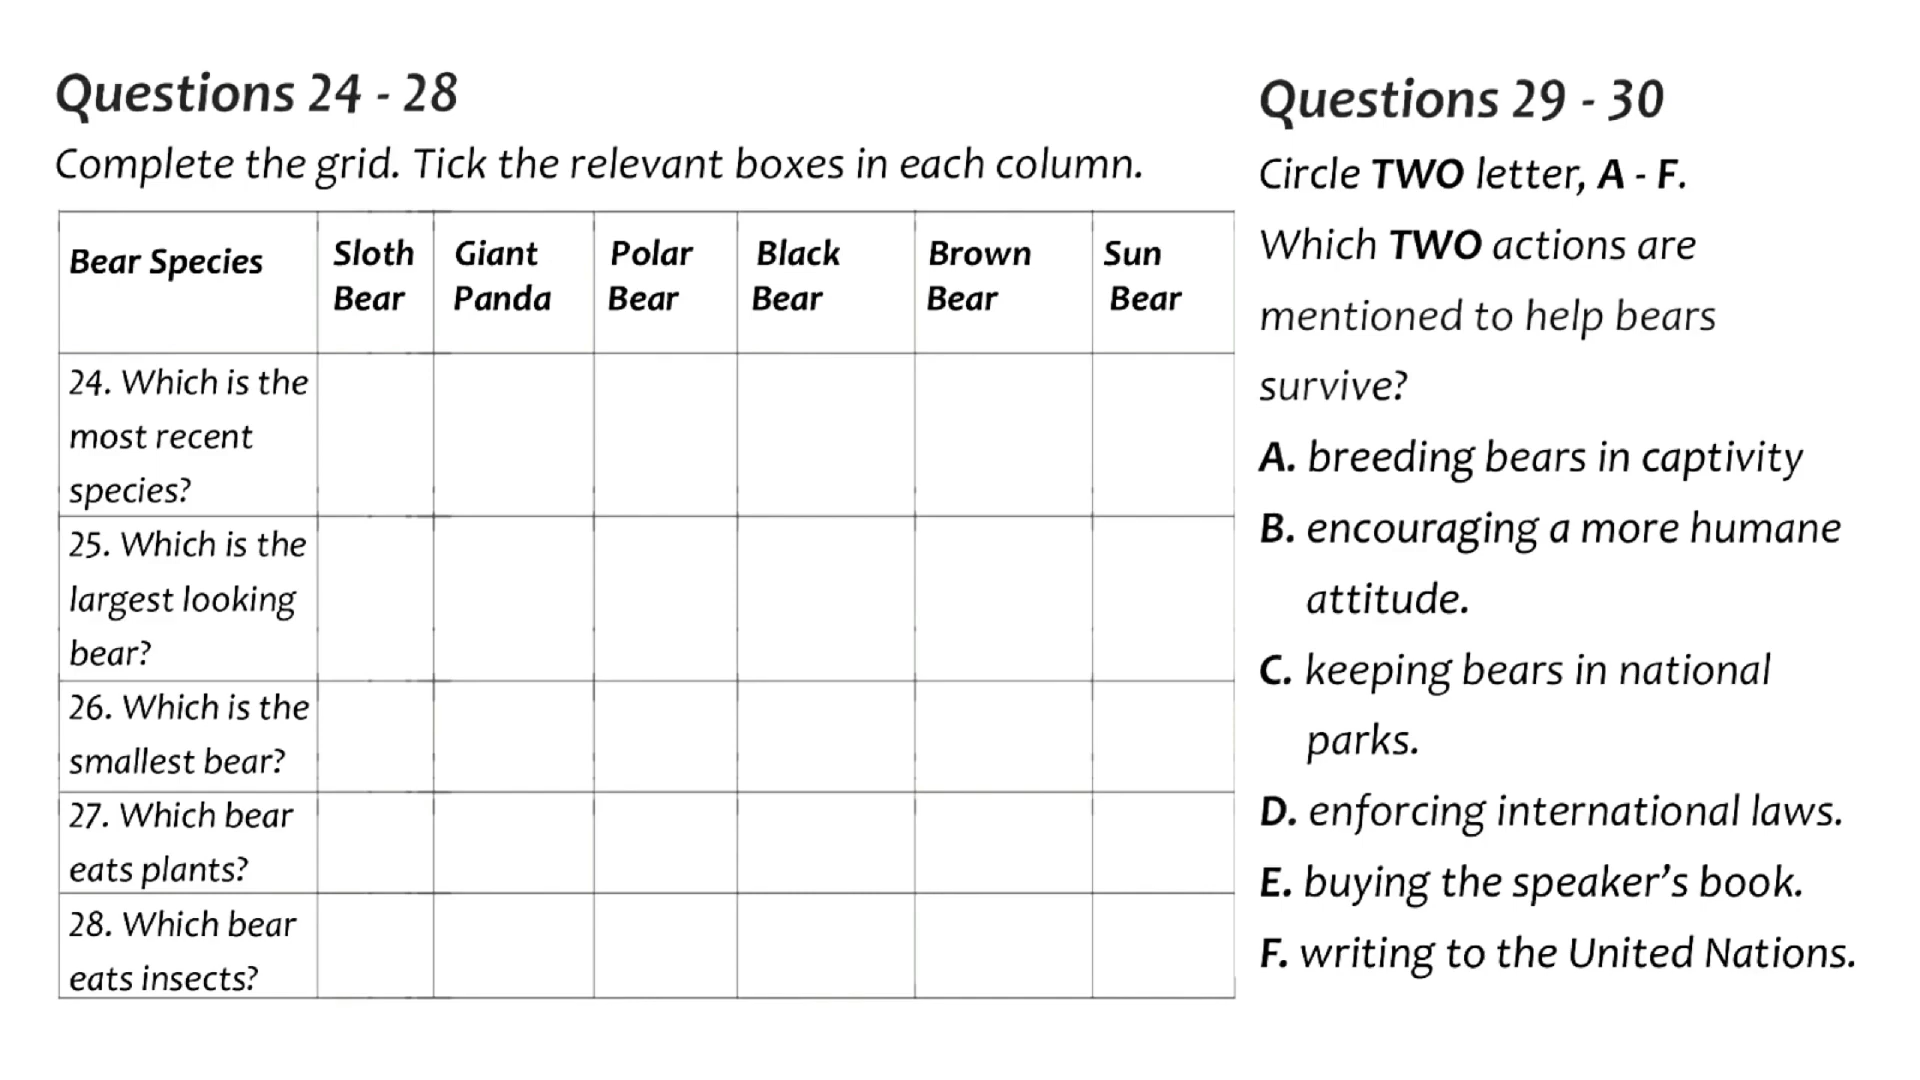 Questions 24 - 28
Complete the grid. Tick the relevant boxes in each column.
Bear Species
Sloth
Bear
Giant
Panda
Polar
Bear
Black
Bear
Brown
Bear
Sun
Bear
24. Which is the
most recent
species?
25. Which is the
largest looking
bear?
26. Which is the
smallest bear?
27. Which bear
eats plants?
28. Which bear
eats insects?
Questions 29 - 30
Circle TWO letter, A - F.
Which TWO actions are
mentioned to help bears
survive?
A. breeding bears in captivity
B. encouraging a more humane
attitude.
C. keeping bears in national
parks.
D. enforcing international laws.
E. buying the speaker's book.
F. writing to the United Nations.